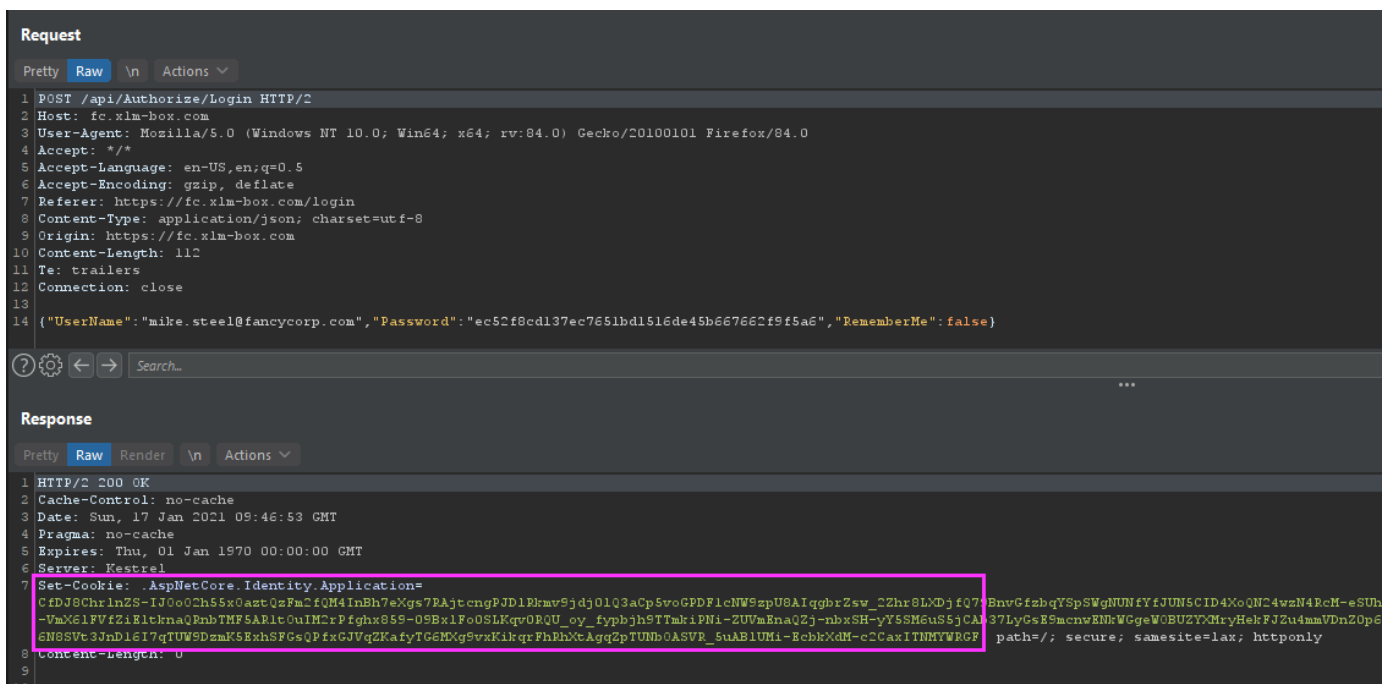 Request
Pretty Raw \n Actions
1 POST /api/Authorize/Login HTTP/2
2 Host: fc.xlm-box.com
3 User-Agent: Mozilla/5.0 (Windows NT 10.0; Win64; x64; rv:84.0) Gecko/20100101 Firefox/84.0
4 Accept: */*
5 Accept-Language: en-US,en;q=0.5
6 Accept-Encoding: gzip, deflate
7 Referer: https://fc.xlm-box.com/login
8 Content-Type: application/json; charset=utf-8
9 Origin: https://fc.xlm-box.com
10 Content-Length: 112
11 Te: trailers
12 Connection: close
13
14 {"UserName":"mike.steel@fancycorp.com","Password":"ec52f8cd137ec7651bd1516de45b667662f9f5a6","RememberMe":false}
Search...
Response
Pretty Raw Render \n Actions
1 HTTP/2 200 OK
2 Cache-Control: no-cache
3 Date: Sun, 17 Jan 2021 09:46:53 GMT
4 Pragma: no-cache
5 Expires: Thu, 01 Jan 1970 00:00:00 GMT
6 Server: Kestrel
7 Set-Cookie: .AspNetCore.Identity.Application=
path=/; secure; samesite=lax; httponly
8 Content-Length: 0
9